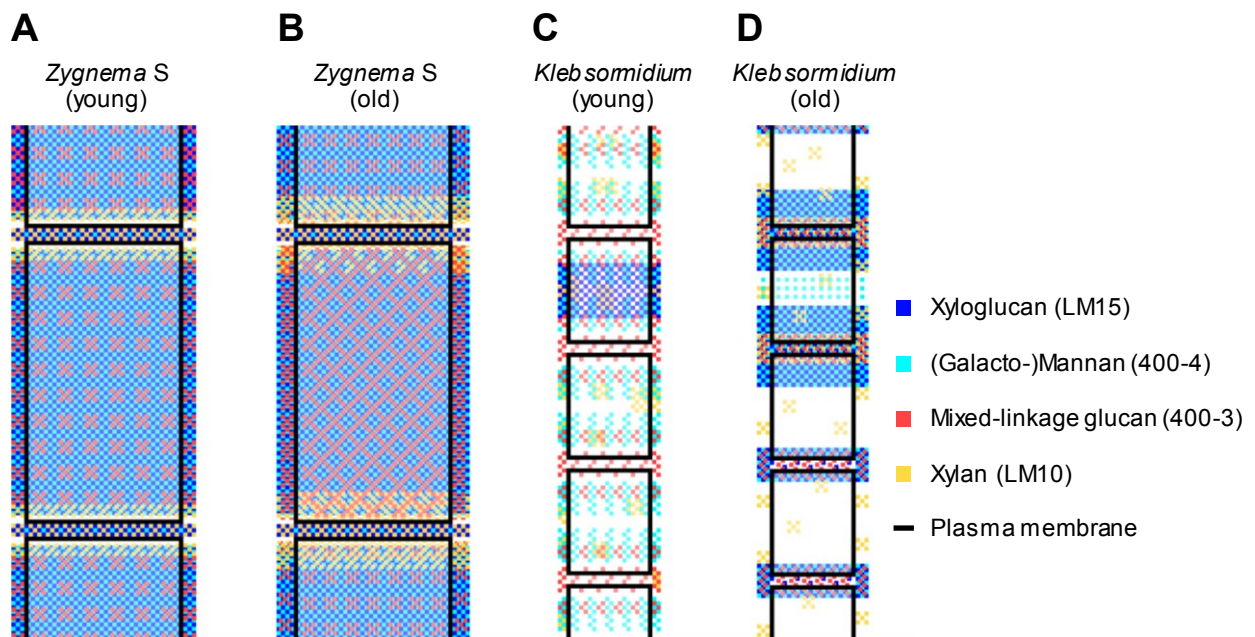 A
B
C
D
Zygnema S
(young)
Zygnema S
(old)
Klebsormidium
(young)
Klebsormidium
(old)
Xyloglucan (LM15)
(Galacto-)Mannan (400-4)
Mixed-linkage glucan (400-3)
Xylan (LM10)
Plasma membrane